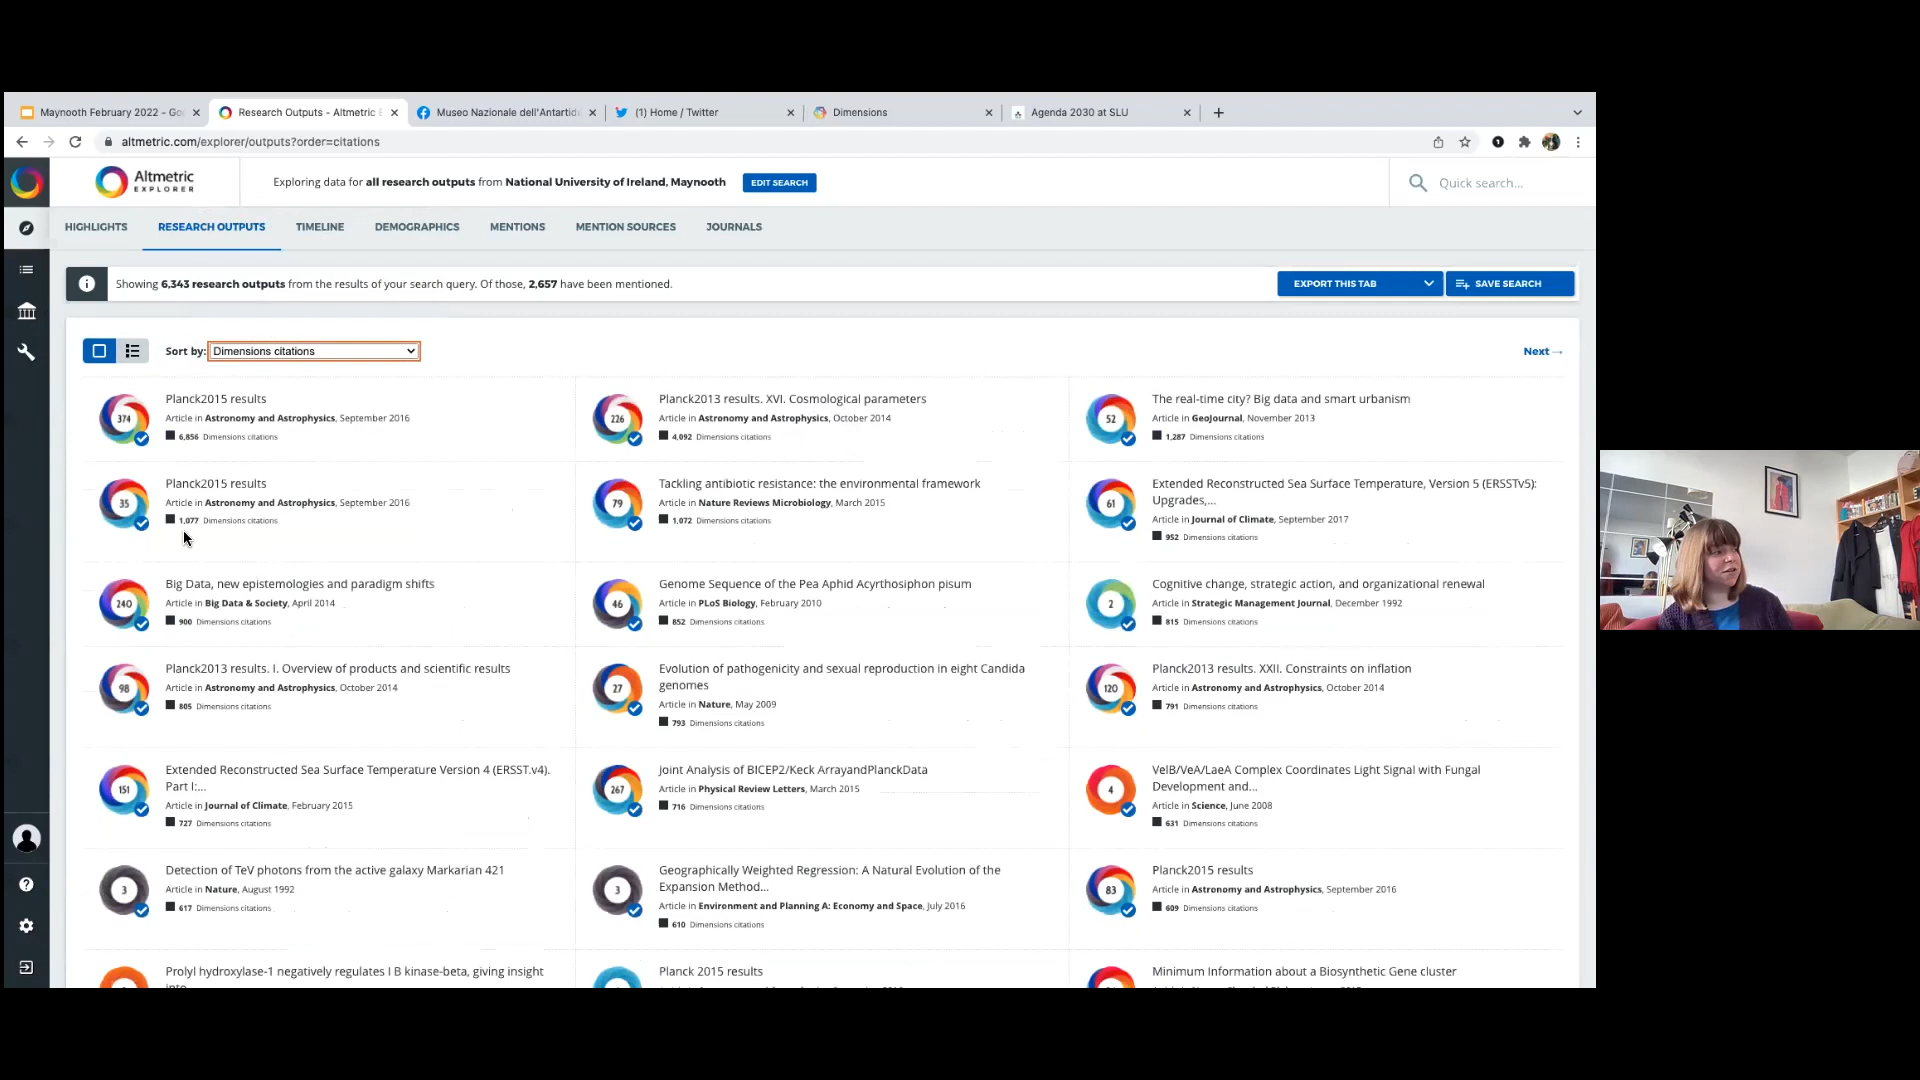 Maynooth February 2022 – Go
Research Outputs – Altmetric E
Museo Nazionale dell'Antartide
(1) Home / Twitter
Dimensions
Agenda 2030 at SLU
altmetric.com/explorer/outputs?order=citations
Altmetric
EXPLORER
Exploring data for all research outputs from National University of Ireland, Maynooth
EDIT SEARCH
Quick search...
HIGHLIGHTS
RESEARCH OUTPUTS
TIMELINE
DEMOGRAPHICS
MENTIONS
MENTION SOURCES
JOURNALS
Showing 6,343 research outputs from the results of your search query. Of those, 2,657 have been mentioned.
EXPORT THIS TAB
SAVE SEARCH
Sort by: Dimensions citations
Next →
374
Planck2015 results
Article in Astronomy and Astrophysics, September 2016
6,856 Dimensions citations
226
Planck2013 results. XVI. Cosmological parameters
Article in Astronomy and Astrophysics, October 2014
4,092 Dimensions citations
52
The real-time city? Big data and smart urbanism
Article in GeoJournal, November 2013
1,287 Dimensions citations
35
Planck2015 results
Article in Astronomy and Astrophysics, September 2016
1,077 Dimensions citations
79
Tackling antibiotic resistance: the environmental framework
Article in Nature Reviews Microbiology, March 2015
1,072 Dimensions citations
61
Extended Reconstructed Sea Surface Temperature, Version 5 (ERSSTv5):
Upgrades,...
Article in Journal of Climate, September 2017
952 Dimensions citations
240
Big Data, new epistemologies and paradigm shifts
Article in Big Data & Society, April 2014
900 Dimensions citations
46
Genome Sequence of the Pea Aphid Acyrthosiphon pisum
Article in PLoS Biology, February 2010
852 Dimensions citations
2
Cognitive change, strategic action, and organizational renewal
Article in Strategic Management Journal, December 1992
815 Dimensions citations
98
Planck2013 results. I. Overview of products and scientific results
Article in Astronomy and Astrophysics, October 2014
805 Dimensions citations
27
Evolution of pathogenicity and sexual reproduction in eight Candida
genomes
Article in Nature, May 2009
793 Dimensions citations
120
Planck2013 results. XXII. Constraints on inflation
Article in Astronomy and Astrophysics, October 2014
791 Dimensions citations
151
Extended Reconstructed Sea Surface Temperature Version 4 (ERSST.v4).
Part I:...
Article in Journal of Climate, February 2015
727 Dimensions citations
267
Joint Analysis of BICEP2/Keck ArrayandPlanckData
Article in Physical Review Letters, March 2015
716 Dimensions citations
4
VelB/VeA/LaeA Complex Coordinates Light Signal with Fungal
Development and...
Article in Science, June 2008
631 Dimensions citations
3
Detection of TeV photons from the active galaxy Markarian 421
Article in Nature, August 1992
617 Dimensions citations
3
Geographically Weighted Regression: A Natural Evolution of the
Expansion Method...
Article in Environment and Planning A: Economy and Space, July 2016
610 Dimensions citations
83
Planck2015 results
Article in Astronomy and Astrophysics, September 2016
609 Dimensions citations
Prolyl hydroxylase-1 negatively regulates I B kinase-beta, giving insight
Planck 2015 results
Minimum Information about a Biosynthetic Gene cluster